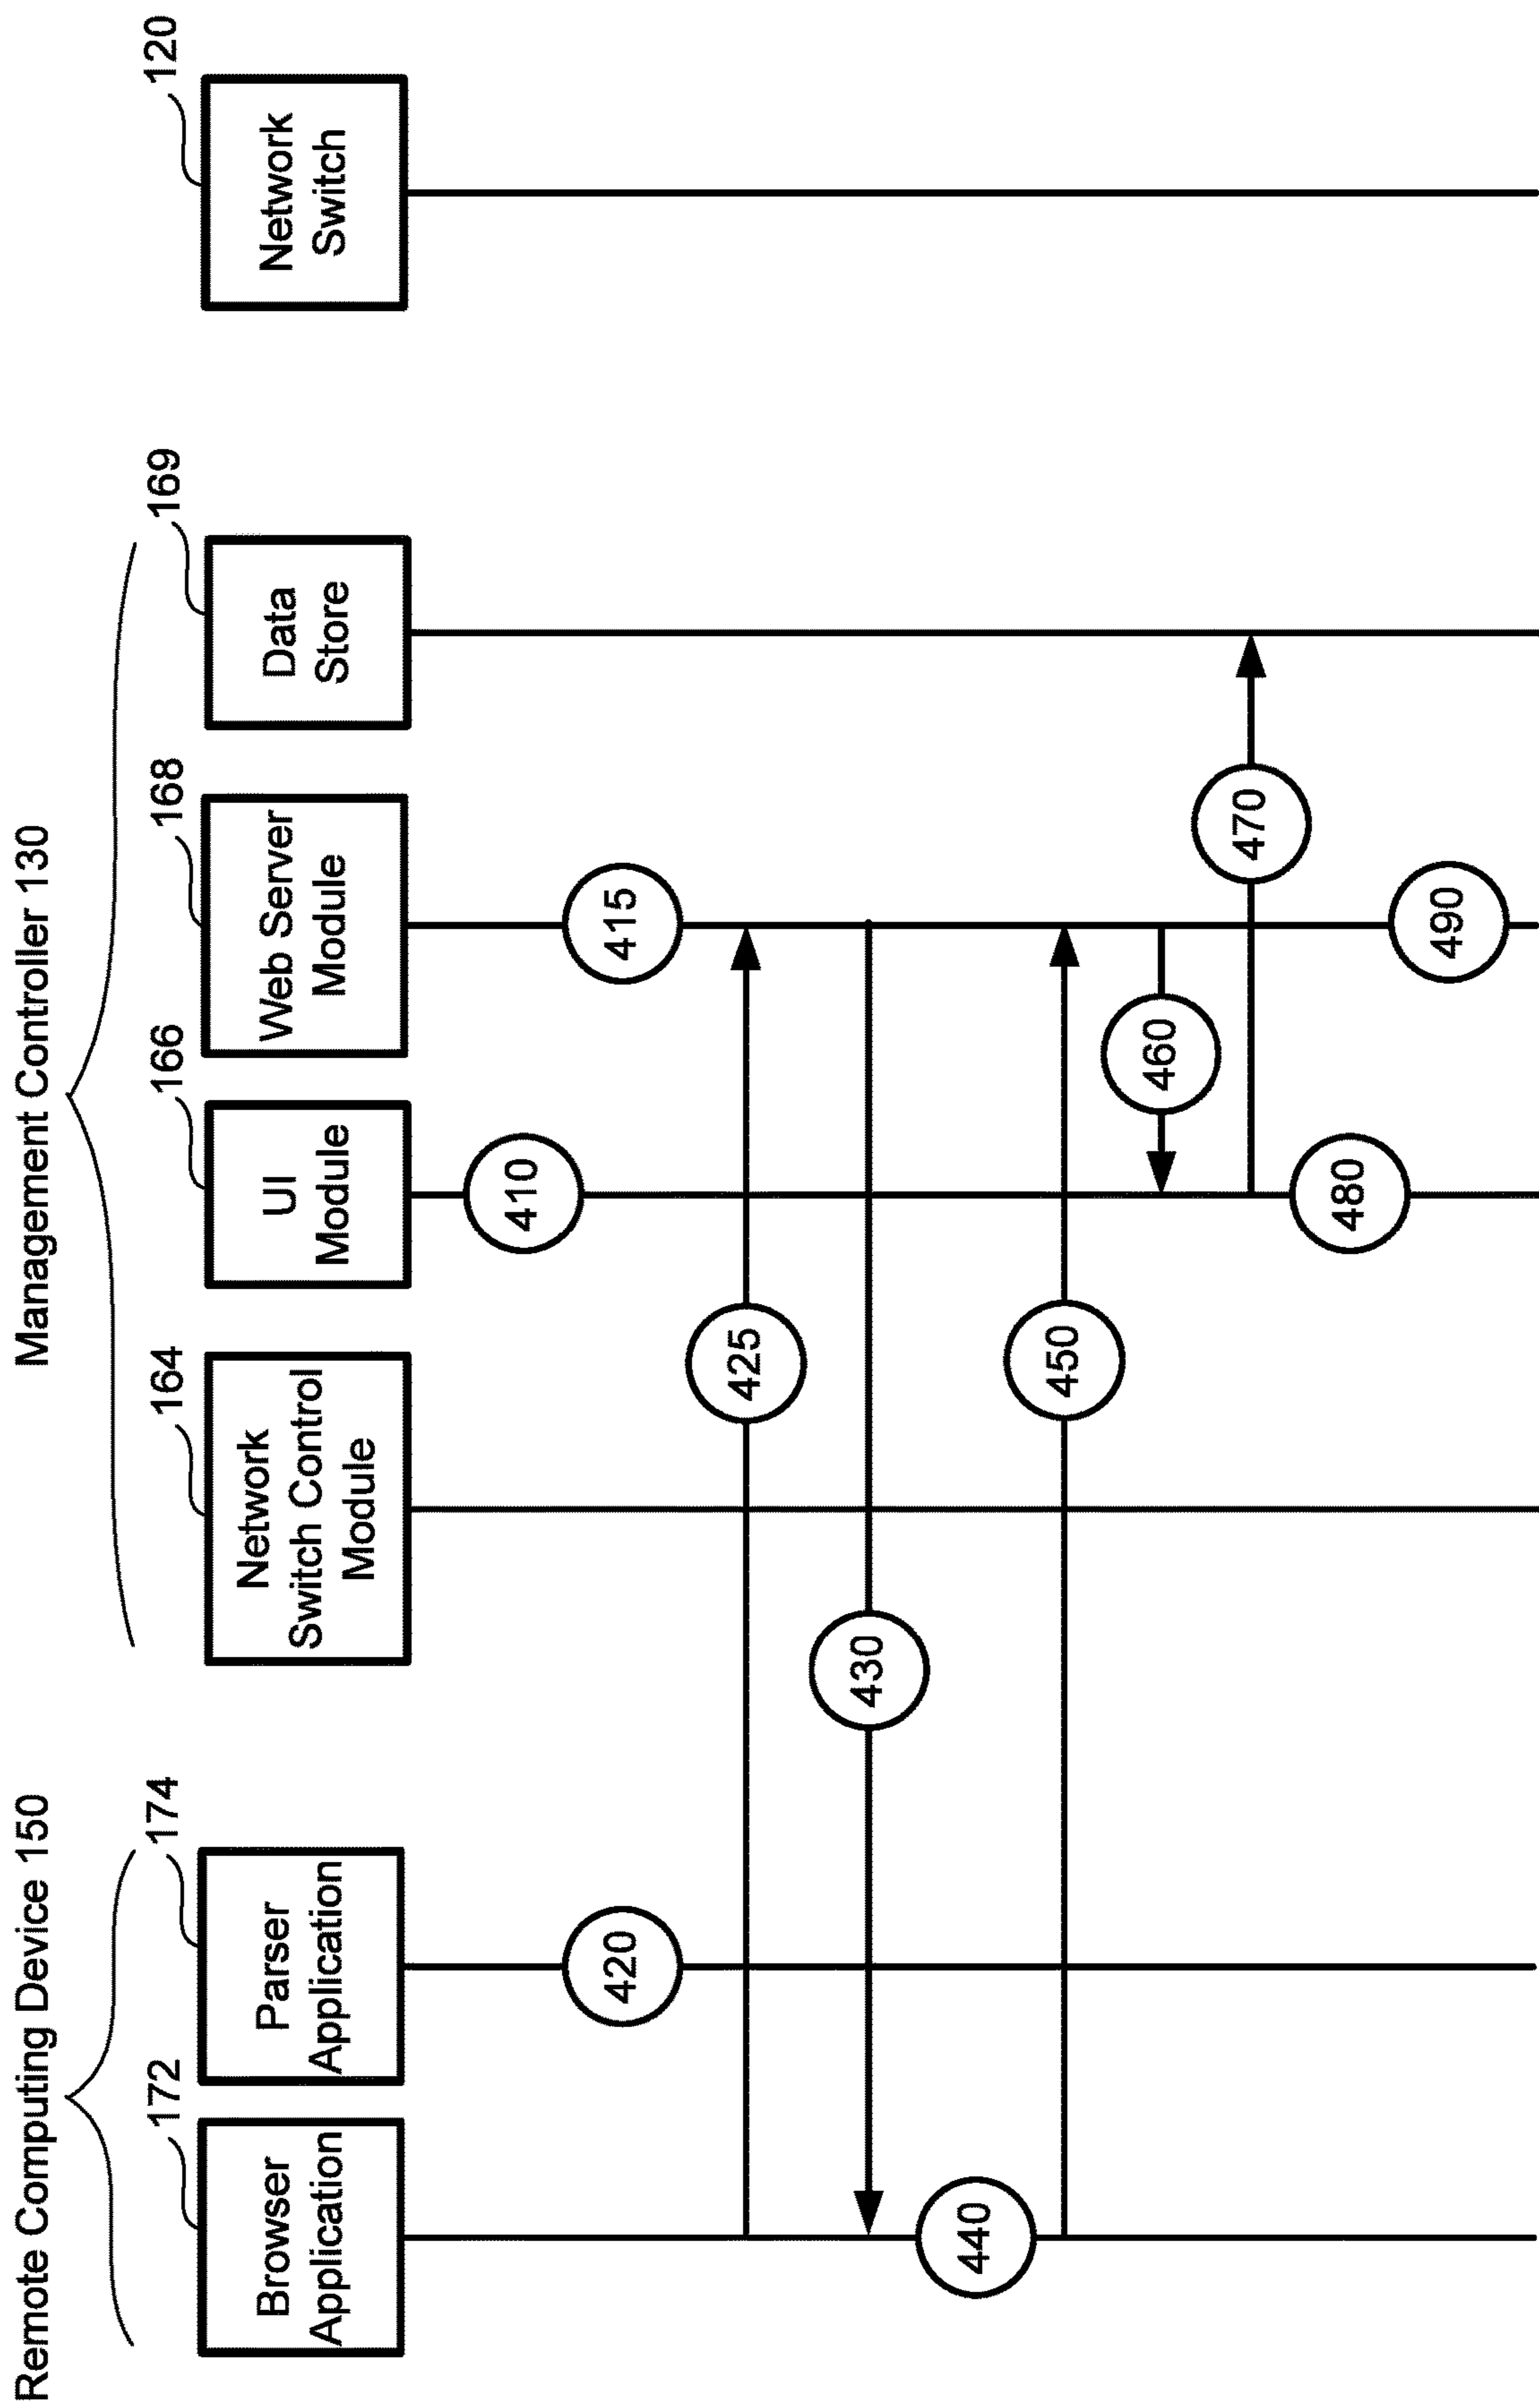 Remote Computing Device 150
Management Controller 130
172
174
164
166
168
169
120
Browser
Application
Parser
Application
Network
Switch Control
Module
UI
Module
Web Server
Module
Data
Store
Network
Switch
410
420
415
425
430
440
450
460
470
480
490